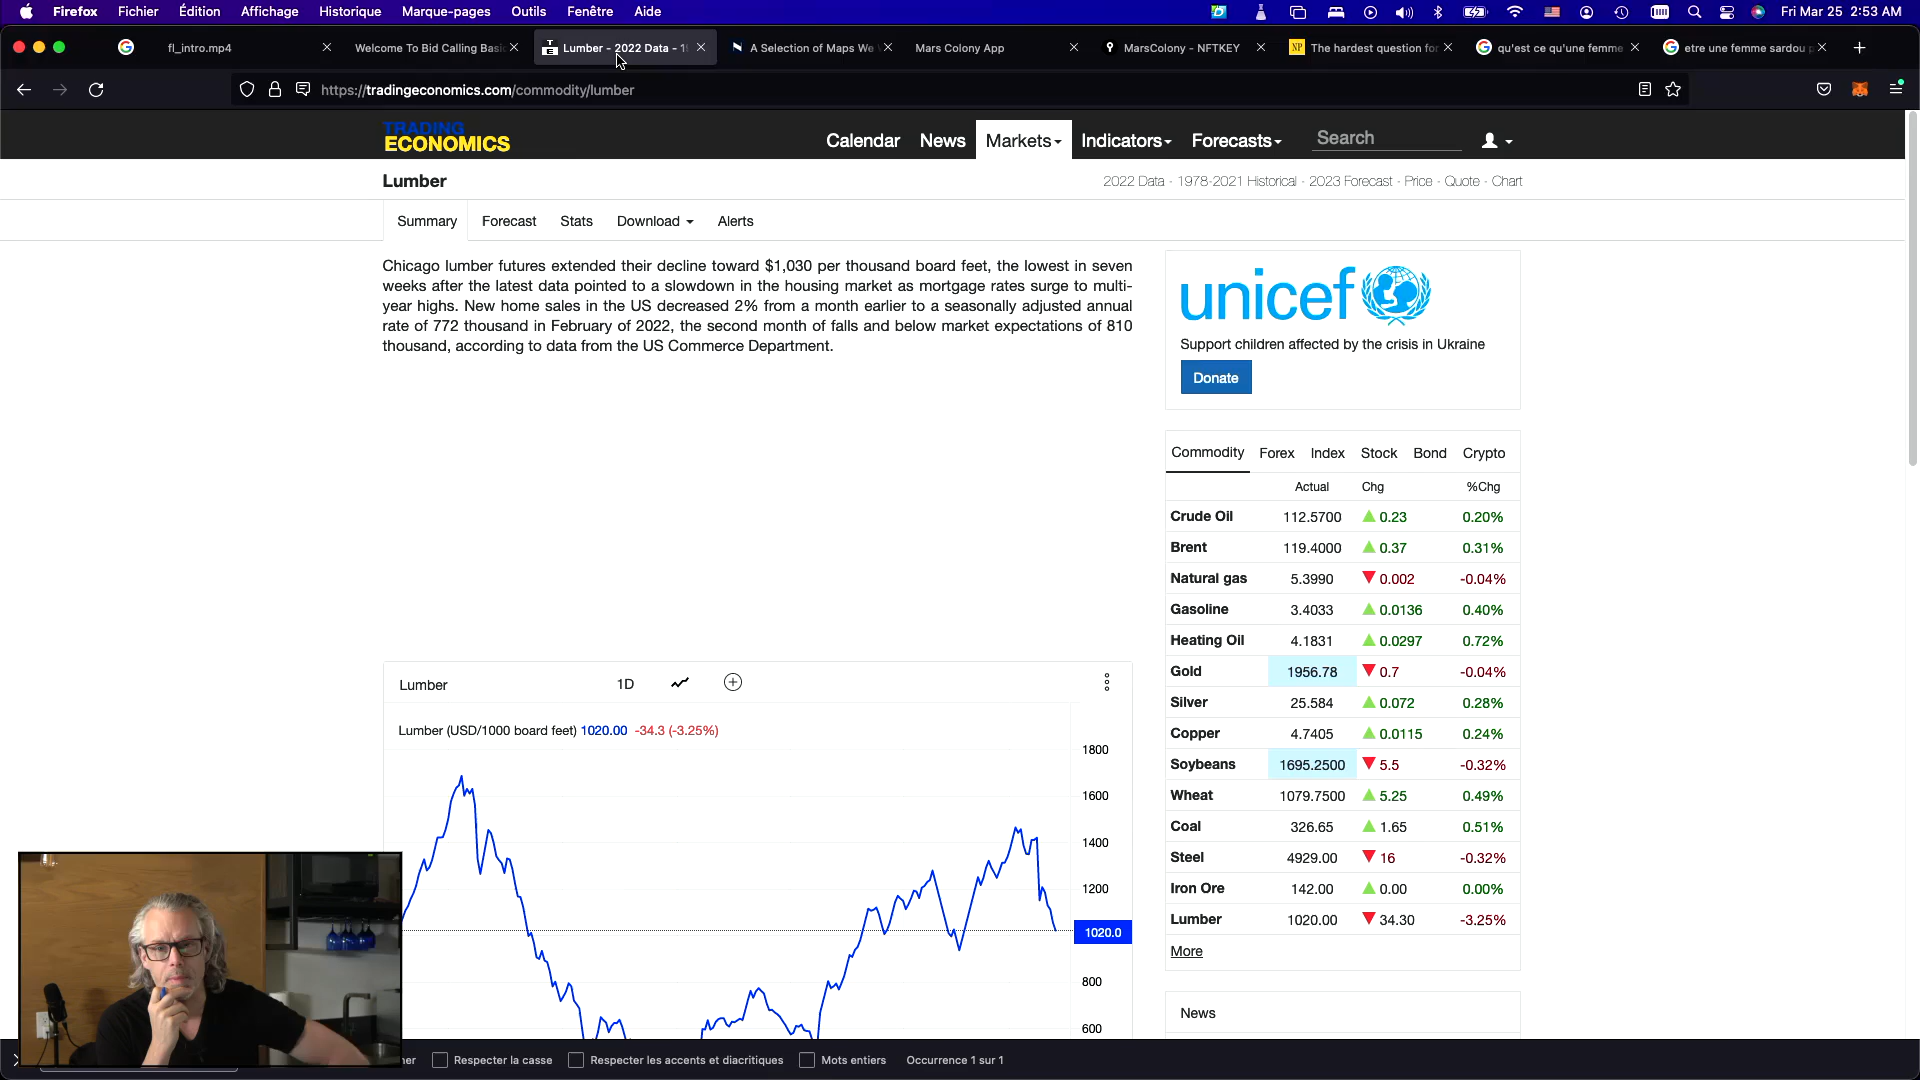 Firefox Fichier Édition Affichage Historique Marque-pages Outils Fenêtre Aide Fri Mar 25 2:53 AM
fl_intro.mp4 Welcome To Bid Calling Basi Lumber - 2022 Data - 1 A Selection of Maps We Mars Colony App MarsColony - NFTKEY The hardest question fo qu'est ce qu'une femme etre une femme sardou p
https://tradingeconomics.com/commodity/lumber
TRADING
ECONOMICS
Calendar News Markets Indicators Forecasts Search
Lumber
2022 Data - 1978-2021 Historical - 2023 Forecast - Price - Quote - Chart
Summary Forecast Stats Download Alerts
Chicago lumber futures extended their decline toward $1,030 per thousand board feet, the lowest in seven
weeks after the latest data pointed to a slowdown in the housing market as mortgage rates surge to multi-
year highs. New home sales in the US decreased 2% from a month earlier to a seasonally adjusted annual
rate of 772 thousand in February of 2022, the second month of falls and below market expectations of 810
thousand, according to data from the US Commerce Department.
unicef
Support children affected by the crisis in Ukraine
Donate
Commodity Forex Index Stock Bond Crypto
Actual Chg %Chg
Crude Oil 112.5700 0.23 0.20%
Brent 119.4000 0.37 0.31%
Natural gas 5.3990 0.002 -0.04%
Gasoline 3.4033 0.0136 0.40%
Heating Oil 4.1831 0.0297 0.72%
Gold 1956.78 0.7 -0.04%
Silver 25.584 0.072 0.28%
Copper 4.7405 0.0115 0.24%
Soybeans 1695.2500 5.5 -0.32%
Wheat 1079.7500 5.25 0.49%
Coal 326.65 1.65 0.51%
Steel 4929.00 16 -0.32%
Iron Ore 142.00 0.00 0.00%
Lumber 1020.00 34.30 -3.25%
More
News
Lumber 1D
Lumber (USD/1000 board feet) 1020.00 -34.3 (-3.25%)
1800
1600
1400
1200
1020.0
800
600
Respecter la casse Respecter les accents et diacritiques Mots entiers Occurrence 1 sur 1